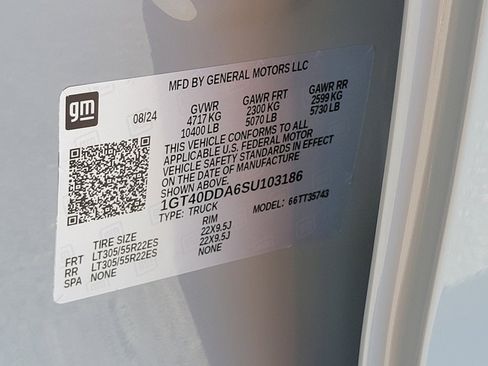 MFD BY GENERAL MOTORS LLC
gm
08/24
GVWR GAWR FRT GAWR RR
4717 KG 2300 KG 2599 KG
10400 LB 5070 LB 5730 LB
THIS VEHICLE CONFORMS TO ALL
APPLICABLE U.S. FEDERAL MOTOR
VEHICLE SAFETY STANDARDS IN EFFECT
ON THE DATE OF MANUFACTURE
SHOWN ABOVE.
1GT40DDA6SU103186
TYPE: TRUCK MODEL: 66TT35743
TIRE SIZE RIM
FRT LT305/55R22ES 22X9.5J
RR LT305/55R22ES 22X9.5J
SPA NONE NONE